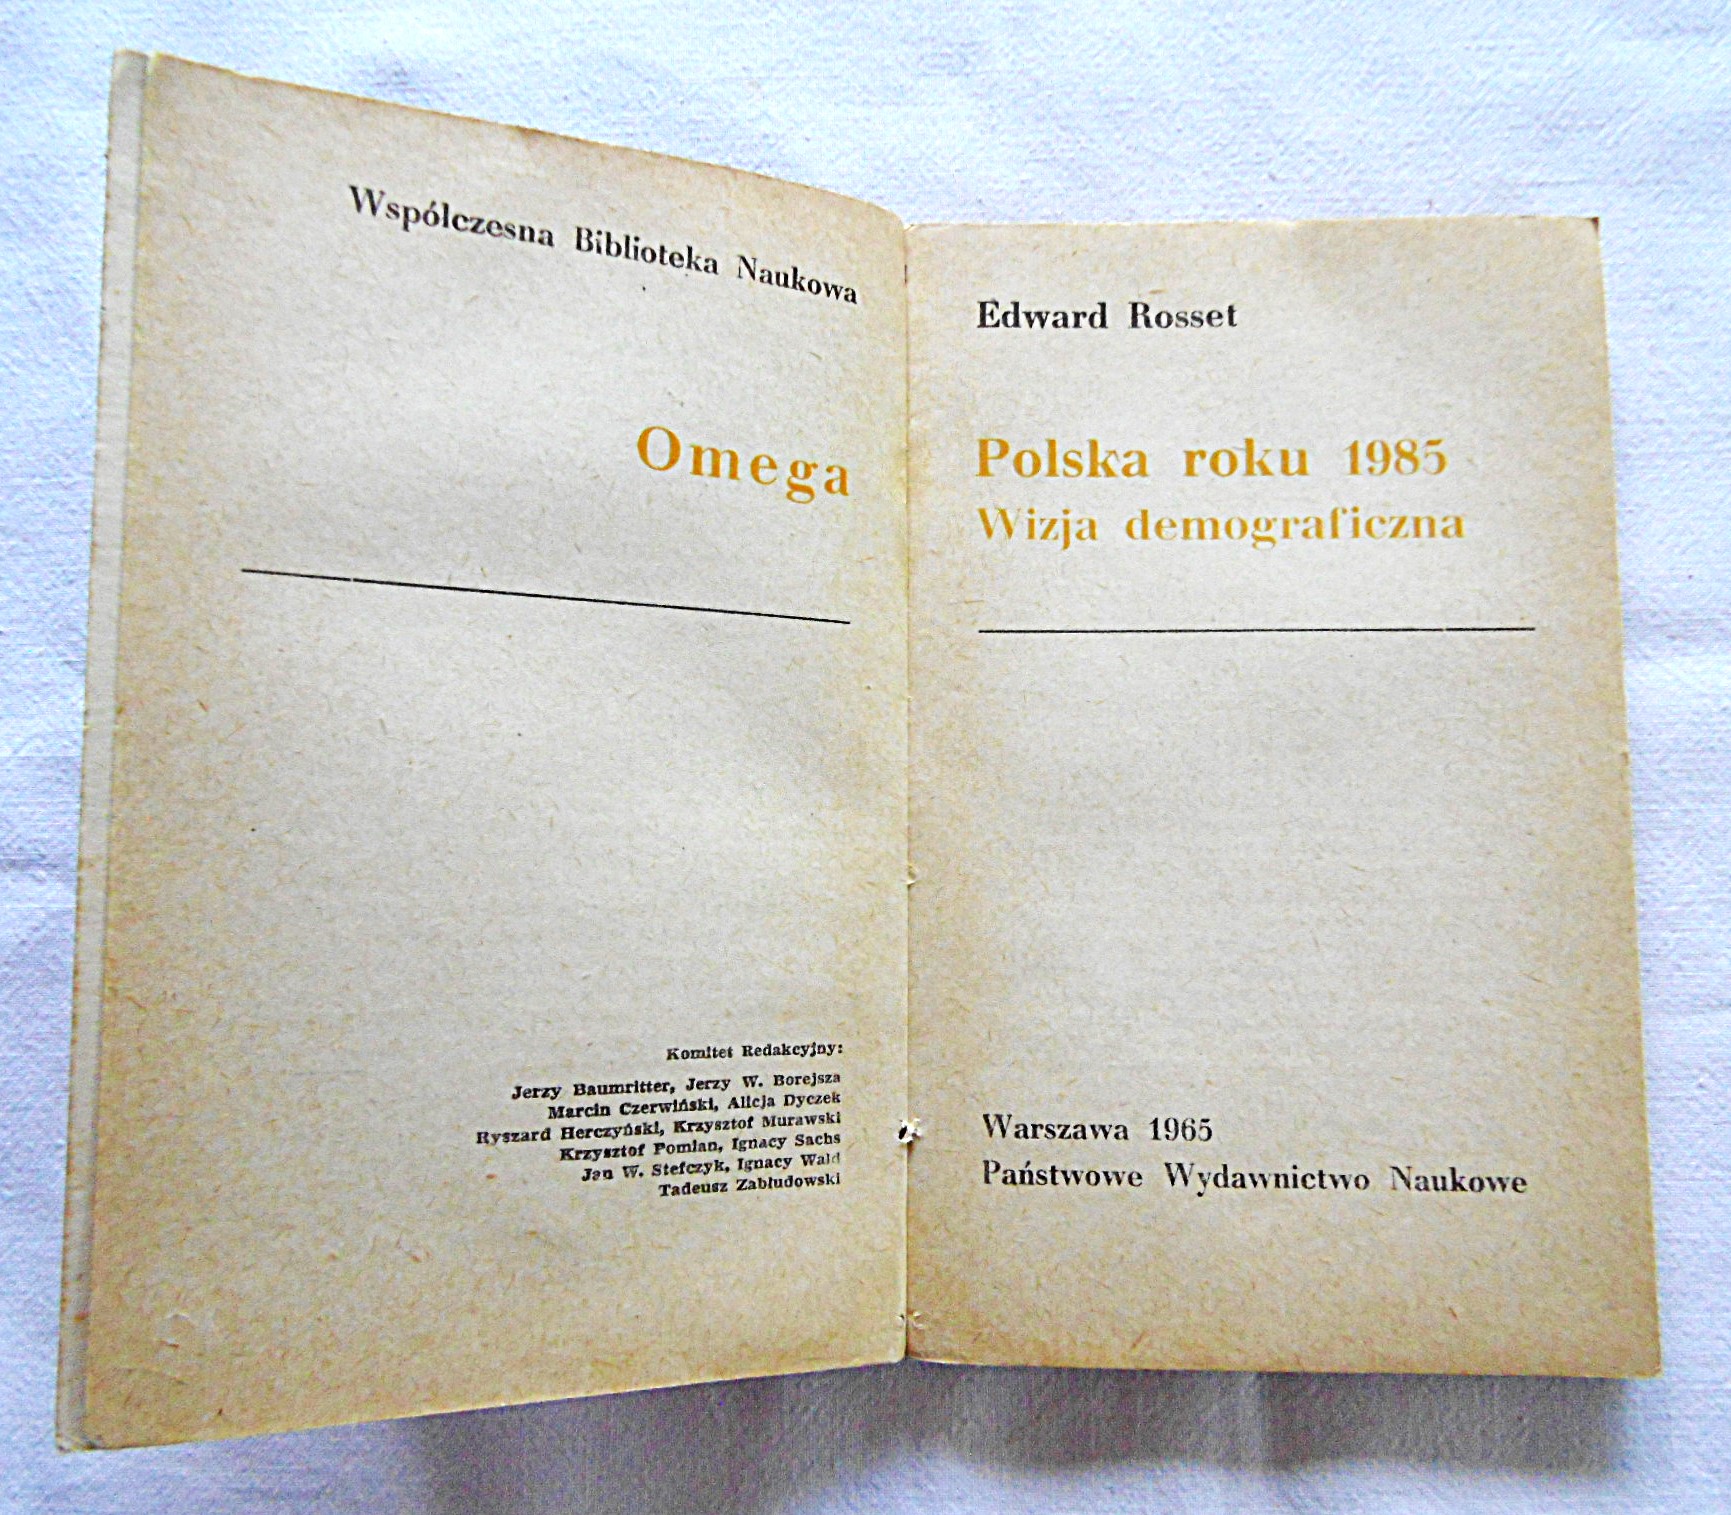 Współczesna Biblioteka Naukowa
Omega
Komitet Redakcyjny:
Jerzy Baumritter, Jerzy W. Borejsza
Marcin Czerwiński, Alicja Dyczek
Ryszard Herczyński, Krzysztof Murawski
Krzysztof Pomian, Ignacy Sachs
Jan W. Stefczyk, Ignacy Wald
Tadeusz Zabłudowski
Edward Rosset
Polska roku 1985
Wizja demograficzna
Warszawa 1965
Państwowe Wydawnictwo Naukowe